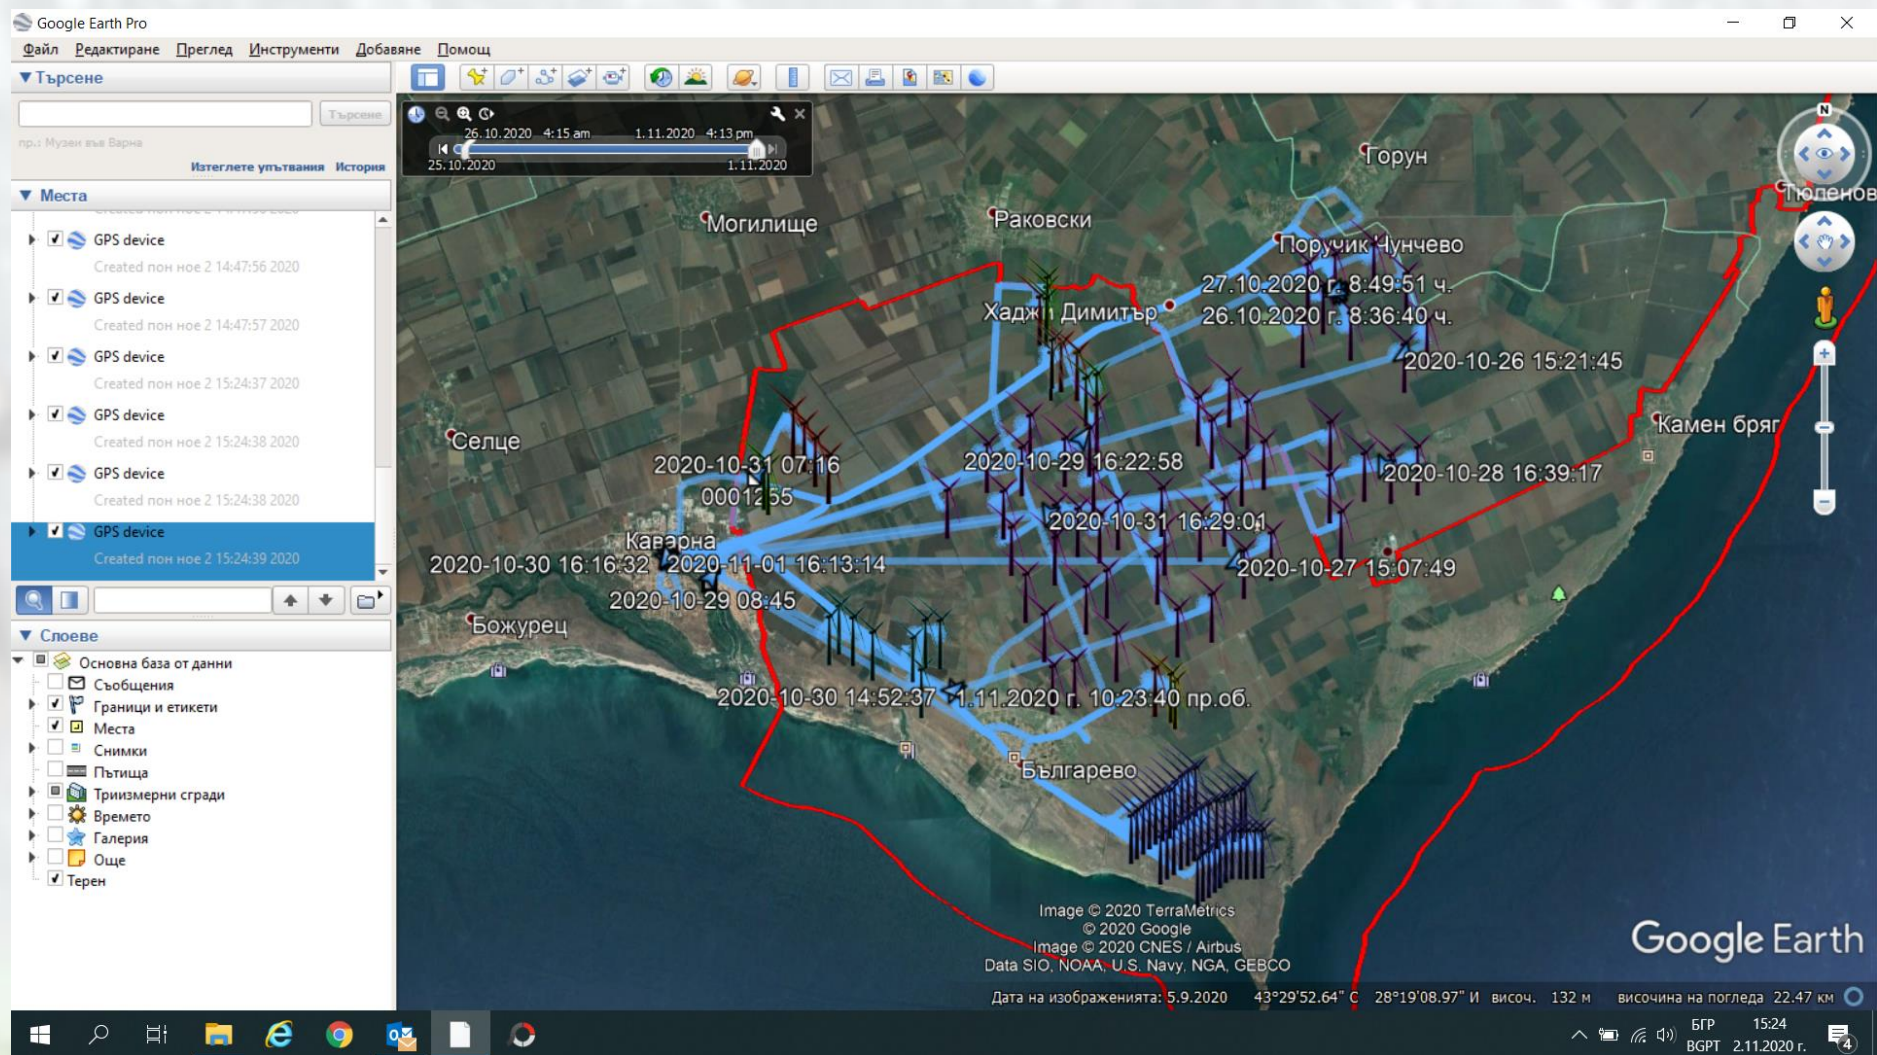 Google Earth Pro
Файл Редактиране Преглед Инструменти Добавяне Помощ
Търсене
Търсене
пр.: Музеи във Варна
Изтеглете упътвания История
Места
GPS device
Created пон ное 2 14:47:56 2020
GPS device
Created пон ное 2 14:47:57 2020
GPS device
Created пон ное 2 15:24:37 2020
GPS device
Created пон ное 2 15:24:38 2020
GPS device
Created пон ное 2 15:24:38 2020
GPS device
Created пон ное 2 15:24:39 2020
Слоеве
Основна база от данни
Съобщения
Граници и етикети
Места
Снимки
Пътища
Триизмерни сгради
Времето
Галерия
Още
Терен
26.10.2020 4:15 am 1.11.2020 4:13 pm
25.10.2020 1.11.2020
N
Горун
Тюленов
Могилище
Раковски
Поручик Чунчево
27.10.2020 г. 8:49:51 ч.
Хаджи Димитър
26.10.2020 г. 8:36:40 ч.
2020-10-26 15:21:45
Камен бряг
Селце
2020-10-31 07:16
2020-10-29 16:22:58
2020-10-28 16:39:17
0001255
2020-10-31 16:29:01
Каварна
2020-10-30 16:16:32
2020-11-01 16:13:14
2020-10-27 15:07:49
2020-10-29 08:45
Божурец
2020-10-30 14:52:37
1.11.2020 г. 10:23:40 пр.об.
Българево
Image © 2020 TerraMetrics
© 2020 Google
Image © 2020 CNES / Airbus
Data SIO, NOAA, U.S. Navy, NGA, GEBCO
Google Earth
Дата на изображенията: 5.9.2020 43°29'52.64" С 28°19'08.97" И височ. 132 м височина на погледа 22.47 км
БГР
BGPT
15:24
2.11.2020 г.
4